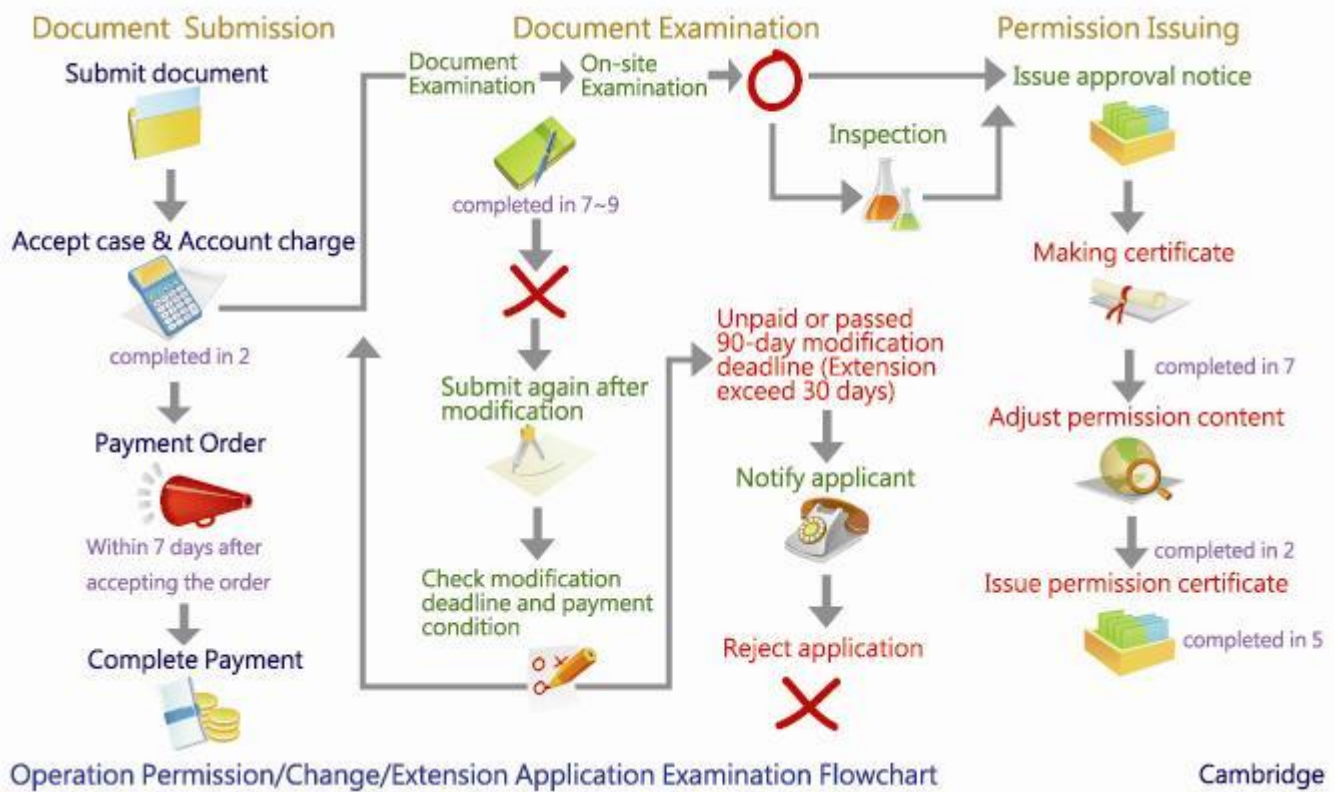 Document Submission
Submit document
Accept case & Account charge
completed in 2
Payment Order
Within 7 days after
accepting the order
Complete Payment
Document Examination
Document
Examination
On-site
Examination
Inspection
completed in 7~9
Submit again after
modification
Check modification
deadline and payment
condition
Unpaid or passed
90-day modification
deadline (Extension
exceed 30 days)
Notify applicant
Reject application
Permission Issuing
Issue approval notice
Making certificate
completed in 7
Adjust permission content
completed in 2
Issue permission certificate
completed in 5
Operation Permission/Change/Extension Application Examination Flowchart
Cambridge